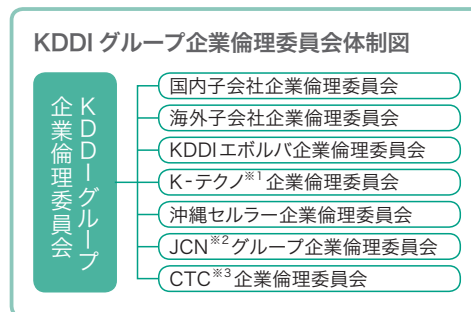 KDDI グループ企業倫理委員会体制図
KDDIグループ
企業倫理委員会
国内子会社企業倫理委員会
海外子会社企業倫理委員会
KDDIエボルバ企業倫理委員会
K-テクノ※1企業倫理委員会
沖縄セルラー企業倫理委員会
JCN※2グループ企業倫理委員会
CTC※3企業倫理委員会